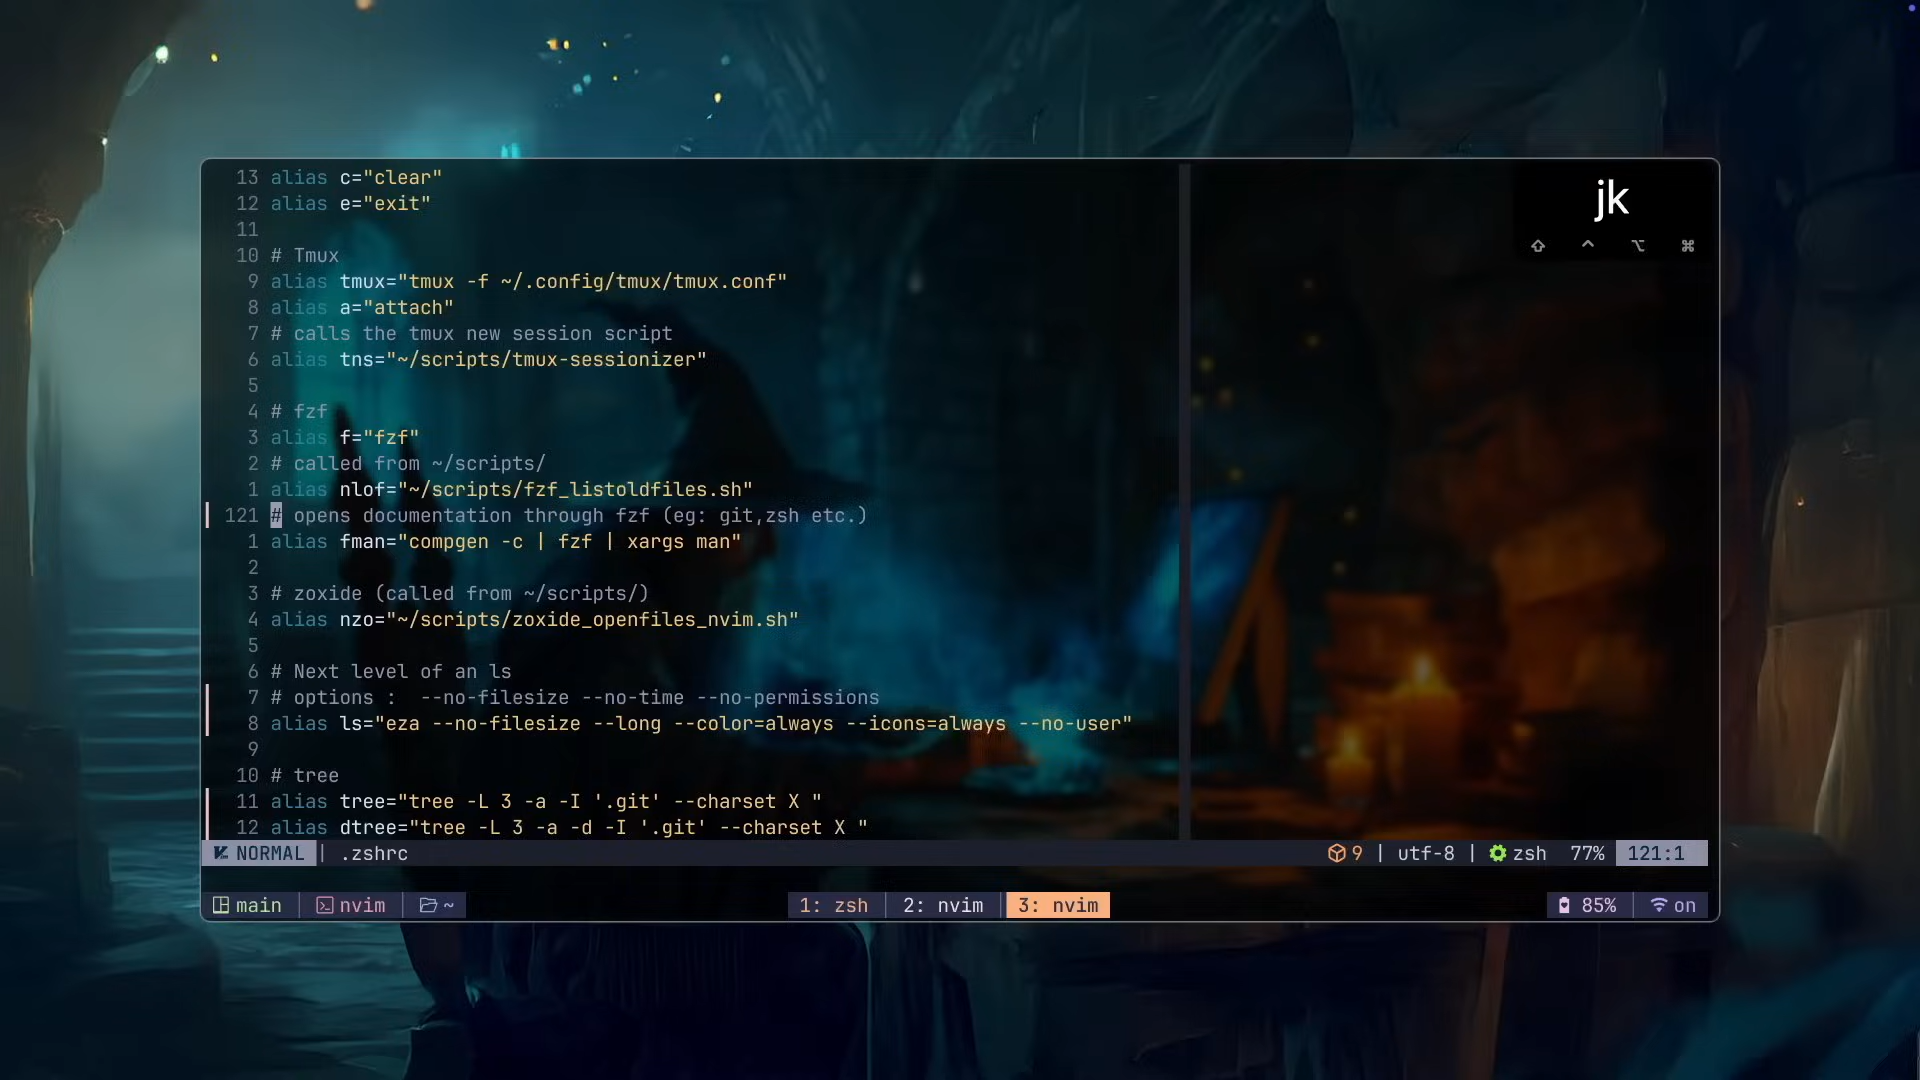 13 alias c="clear"
12 alias e="exit"
11
10 # Tmux
9 alias tmux="tmux -f ~/.config/tmux/tmux.conf"
8 alias a="attach"
7 # calls the tmux new session script
6 alias tns="~/scripts/tmux-sessionizer"
5
4 # fzf
3 alias f="fzf"
2 # called from ~/scripts/
1 alias nlof="~/scripts/fzf_listoldfiles.sh"
121 # opens documentation through fzf (eg: git,zsh etc.)
1 alias fman="compgen -c | fzf | xargs man"
2
3 # zoxide (called from ~/scripts/)
4 alias nzo="~/scripts/zoxide_openfiles_nvim.sh"
5
6 # Next level of an ls
7 # options :  --no-filesize --no-time --no-permissions
8 alias ls="eza --no-filesize --long --color=always --icons=always --no-user"
9
10 # tree
11 alias tree="tree -L 3 -a -I '.git' --charset X "
12 alias dtree="tree -L 3 -a -d -I '.git' --charset X "
jk
⇧ ⌃ ⌥ ⌘
NORMAL | .zshrc 9 | utf-8 | zsh 77% 121:1
main | nvim | ~ 1: zsh | 2: nvim | 3: nvim 85% | on